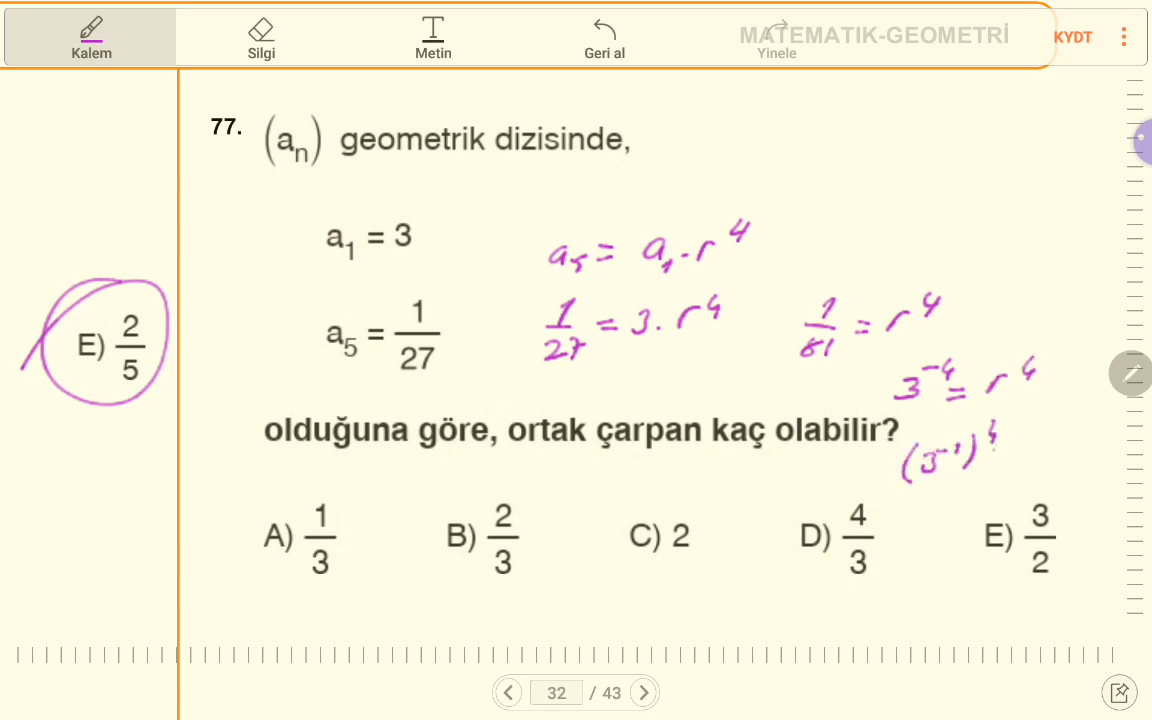 Kalem
Silgi
Metin
Geri al
Yinele
MATEMATIK-GEOMETRİ
KYDT
E) 2/5
77. (aₙ) geometrik dizisinde,
a₁ = 3
a₅ = 1/27
a₅ = a₁ . r⁴
1/27 = 3 . r⁴
1/81 = r⁴
3⁻⁴ = r⁴
(3⁻¹)⁴
olduğuna göre, ortak çarpan kaç olabilir?
A) 1/3 B) 2/3 C) 2 D) 4/3 E) 3/2
32 / 43